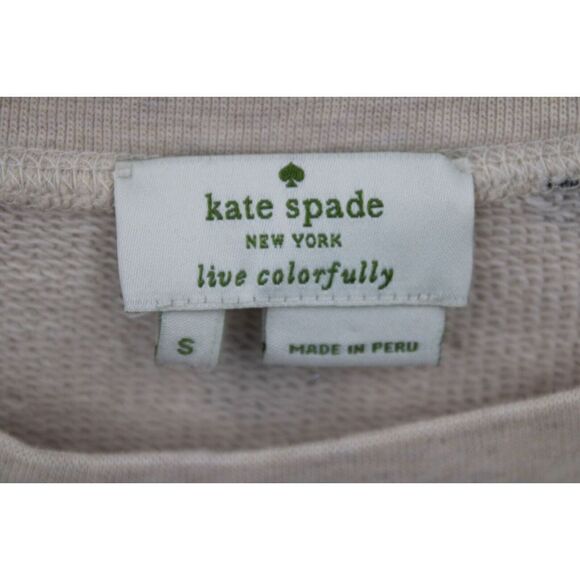 kate spade
NEW YORK
live colorfully
S
MADE IN PERU